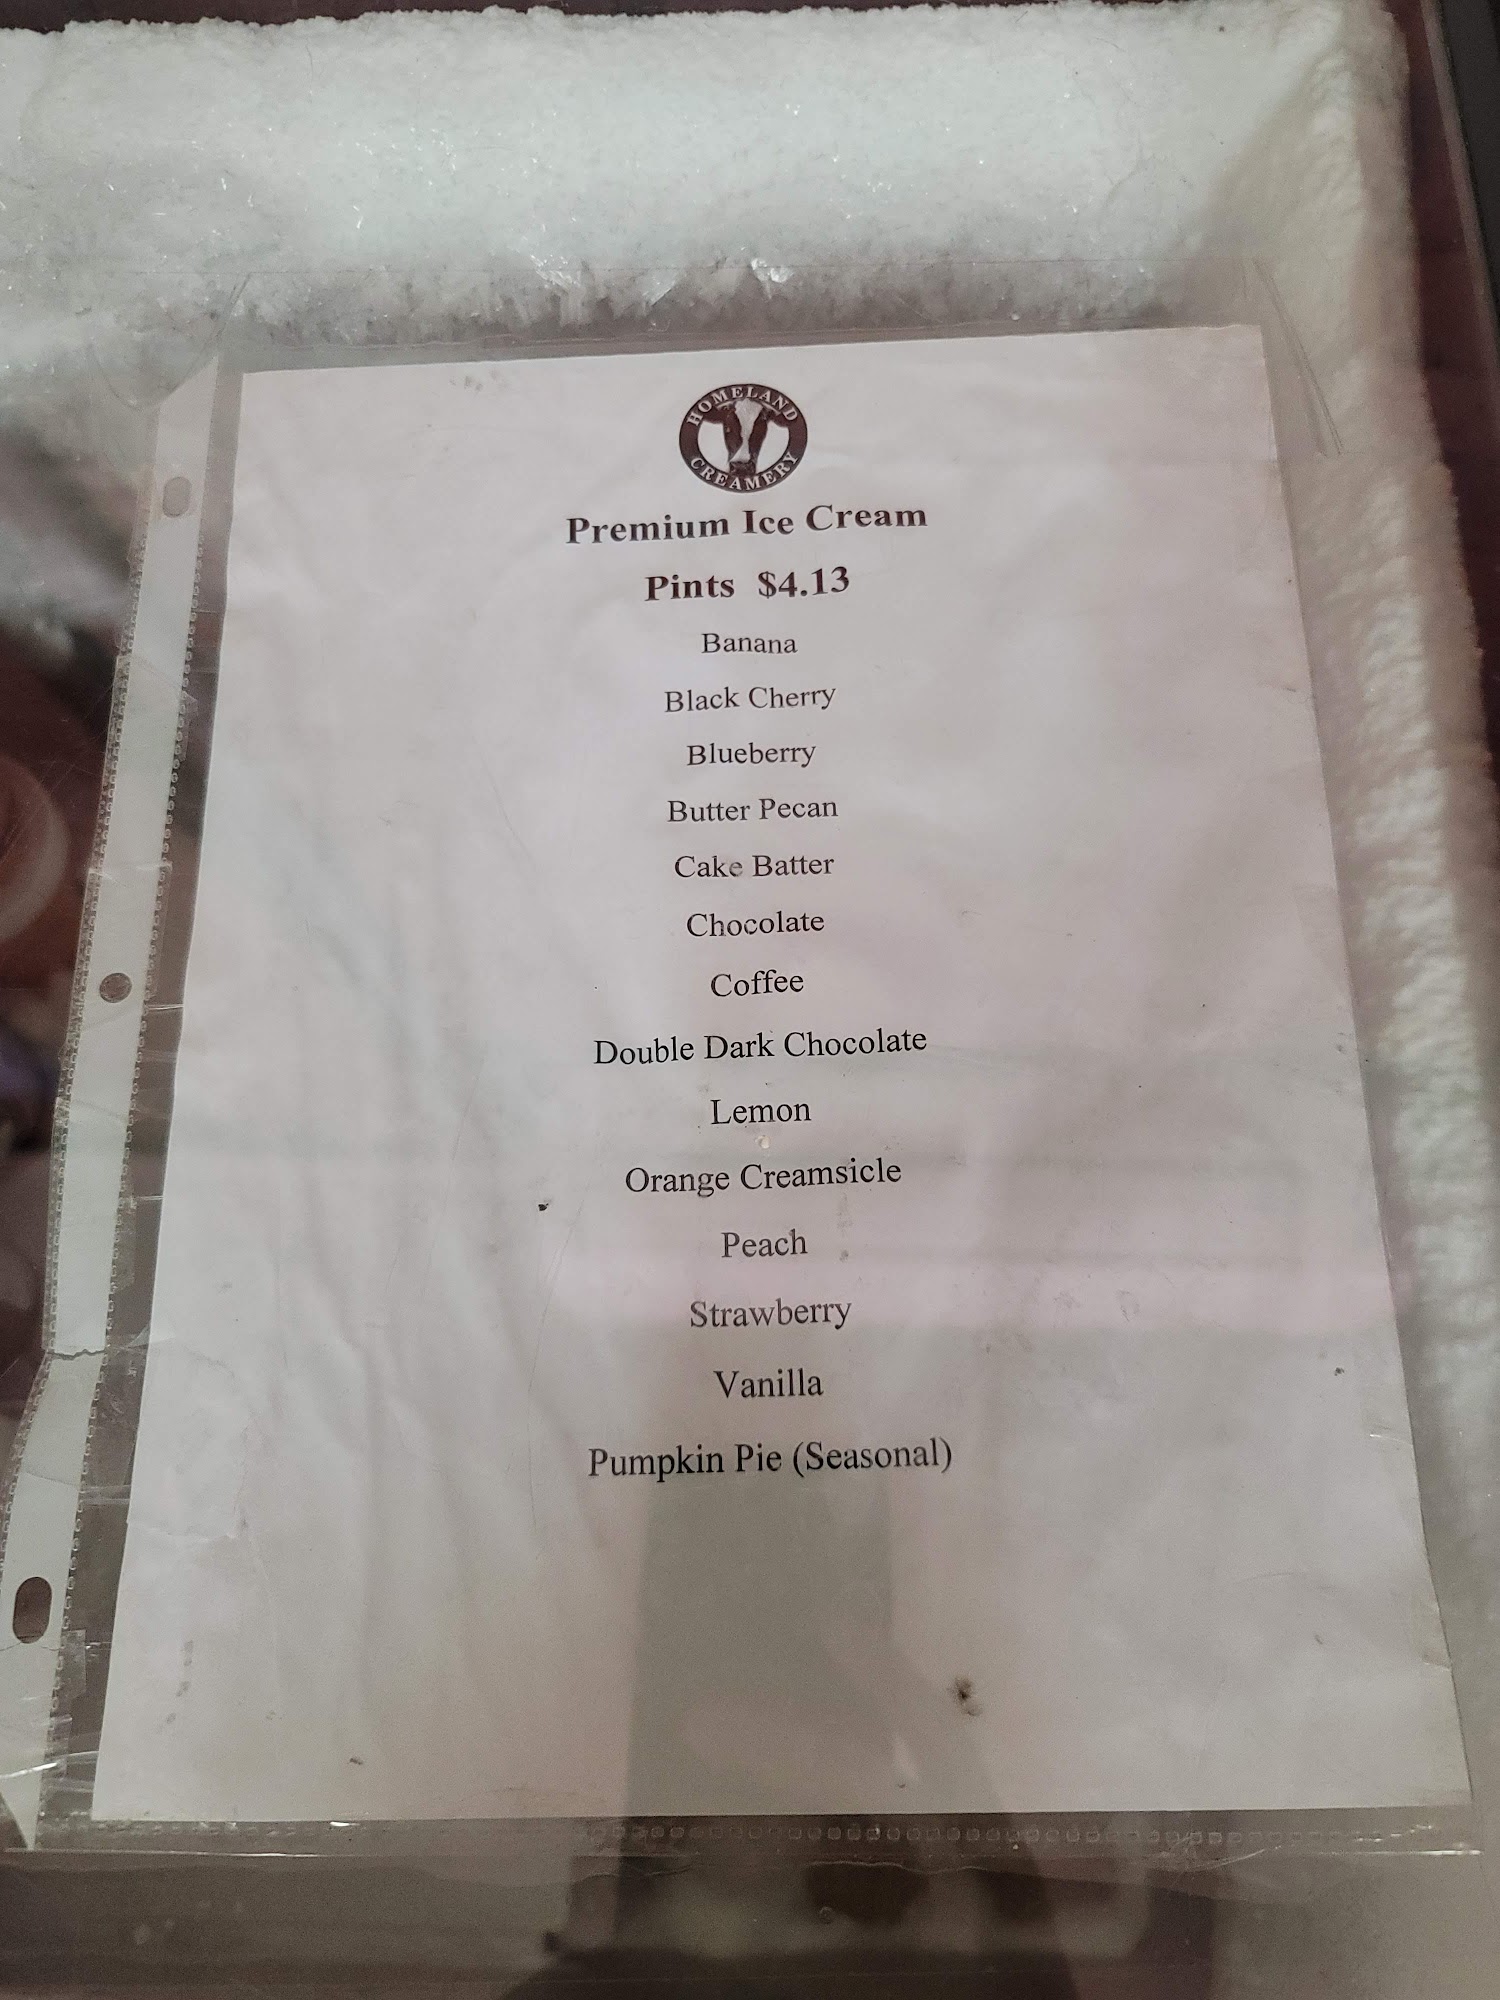 HOMELAND
CREAMERY
Premium Ice Cream
Pints $4.13
Banana
Black Cherry
Blueberry
Butter Pecan
Cake Batter
Chocolate
Coffee
Double Dark Chocolate
Lemon
Orange Creamsicle
Peach
Strawberry
Vanilla
Pumpkin Pie (Seasonal)